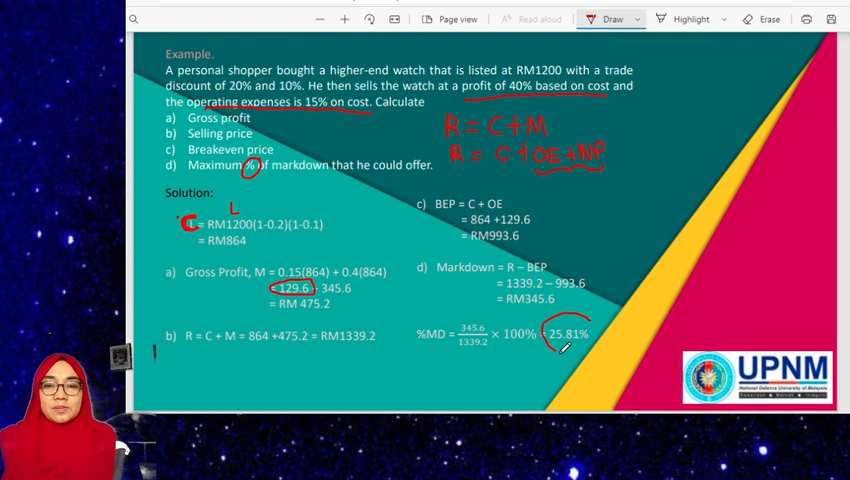 Page view
Read aloud
Draw
Highlight
Erase
Example.
A personal shopper bought a higher-end watch that is listed at RM1200 with a trade
discount of 20% and 10%. He then sells the watch at a profit of 40% based on cost and
the operating expenses is 15% on cost. Calculate
a) Gross profit
b) Selling price
c) Breakeven price
d) Maximum % of markdown that he could offer.
R = C + M
R = C + OE + NP
Solution:
L
C = RM1200(1-0.2)(1-0.1)
= RM864
a) Gross Profit, M = 0.15(864) + 0.4(864)
= 129.6 + 345.6
= RM 475.2
b) R = C + M = 864 +475.2 = RM1339.2
c) BEP = C + OE
= 864 +129.6
= RM993.6
d) Markdown = R – BEP
= 1339.2 – 993.6
= RM345.6
%MD = 345.6/1339.2 × 100% = 25.81%
UPNM
National Defence University of Malaysia